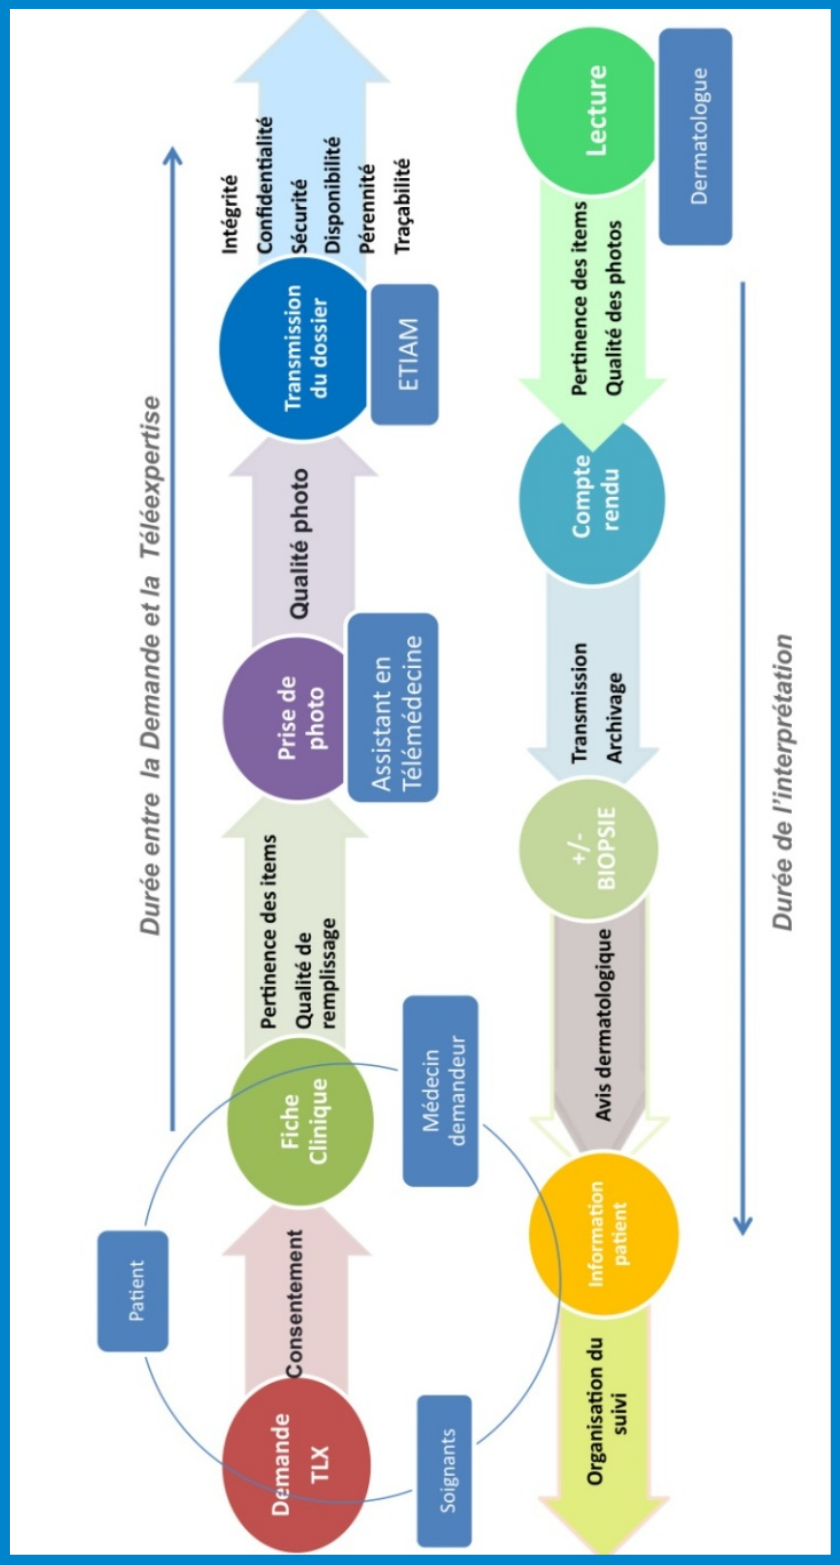 Durée entre la Demande et la Téléexpertise
Patient
Demande
TLX
Consentement
Fiche
Clinique
Pertinence des items
Qualité de
remplissage
Prise de
photo
Qualité photo
Transmission
du dossier
Intégrité
Confidentialité
Sécurité
Disponibilité
Pérennité
Traçabilité
Soignants
Médecin
demandeur
Assistant en
Télémédecine
ETIAM
Organisation du
suivi
Information
patient
Avis dermatologique
+/-
BIOPSIE
Transmission
Archivage
Compte
rendu
Pertinence des items
Qualité des photos
Lecture
Dermatologue
Durée de l'interprétation